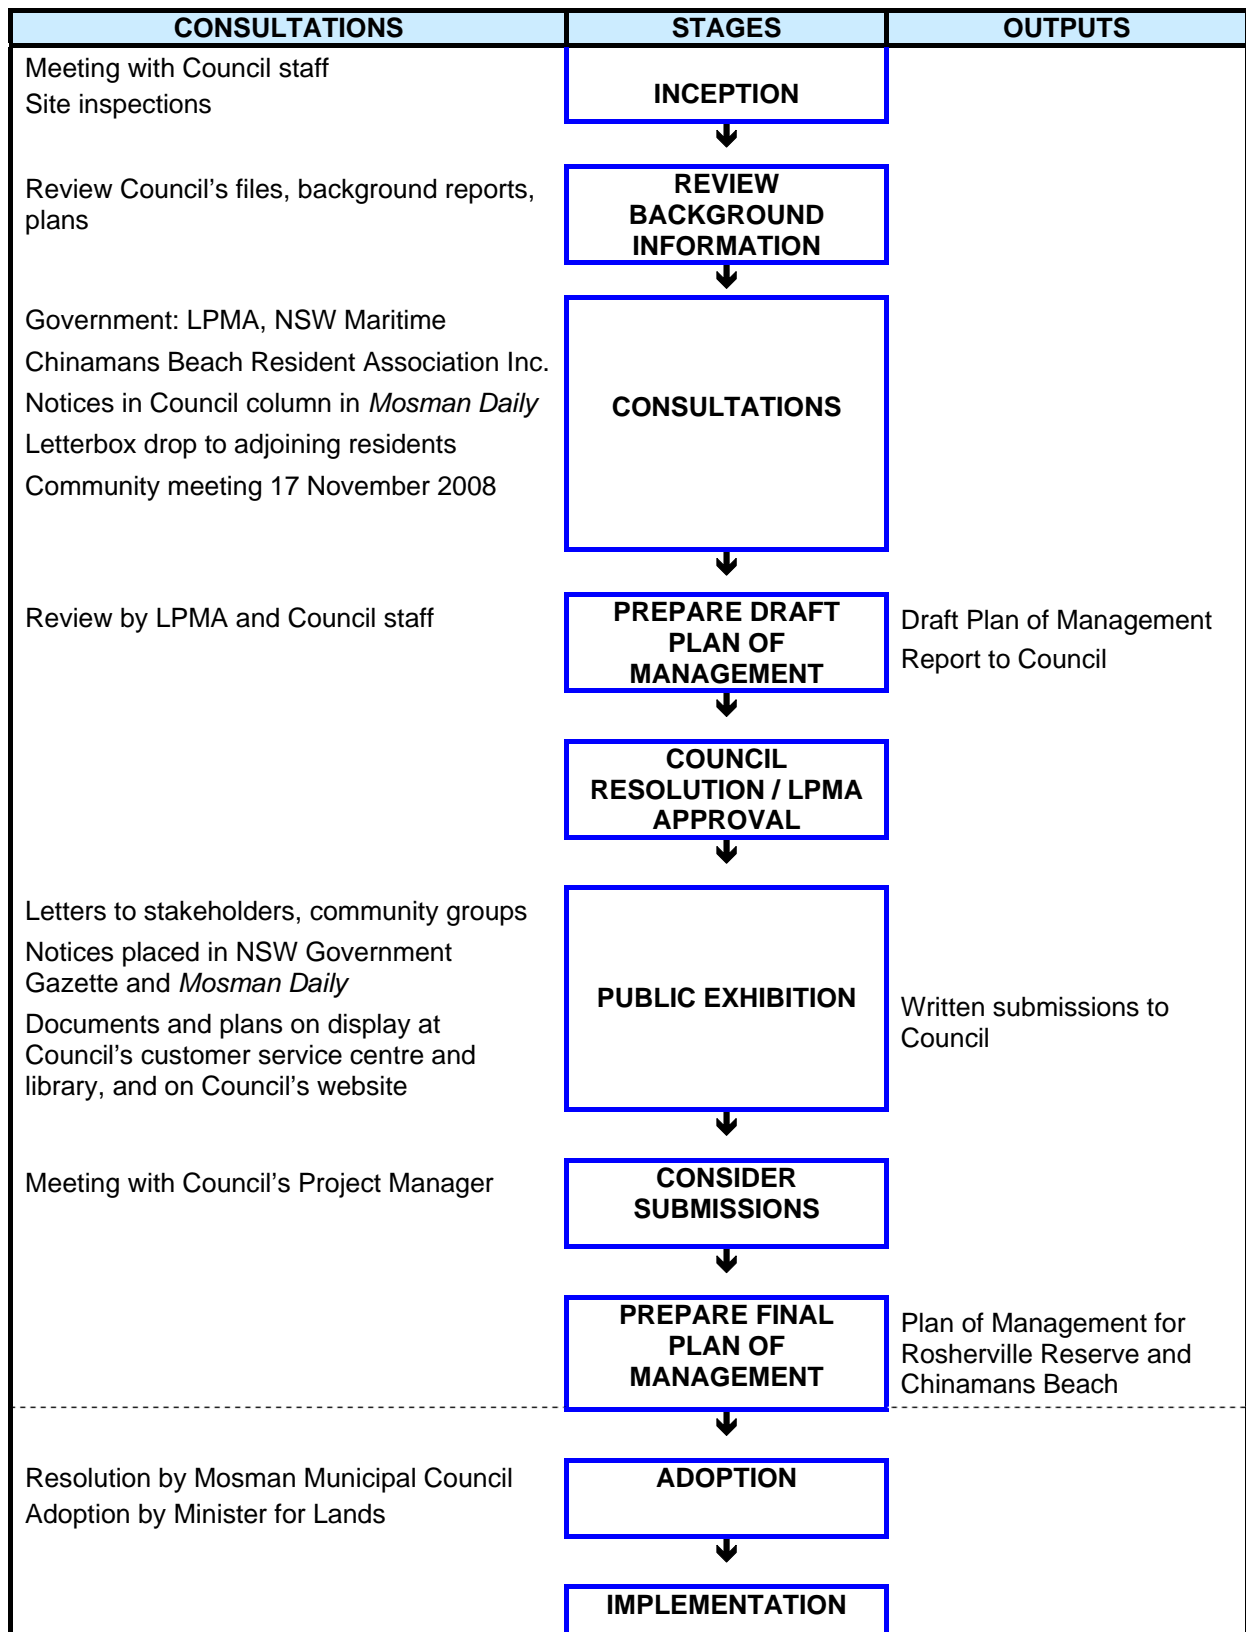 CONSULTATIONS STAGES OUTPUTS
Meeting with Council staff
Site inspections
INCEPTION
Review Council’s files, background reports,
plans
REVIEW
BACKGROUND
INFORMATION
Government: LPMA, NSW Maritime
Chinamans Beach Resident Association Inc.
Notices in Council column in Mosman Daily
Letterbox drop to adjoining residents
Community meeting 17 November 2008
CONSULTATIONS
Review by LPMA and Council staff
PREPARE DRAFT
PLAN OF
MANAGEMENT
Draft Plan of Management
Report to Council
COUNCIL
RESOLUTION / LPMA
APPROVAL
Letters to stakeholders, community groups
Notices placed in NSW Government
Gazette and Mosman Daily
Documents and plans on display at
Council’s customer service centre and
library, and on Council’s website
PUBLIC EXHIBITION
Written submissions to
Council
Meeting with Council’s Project Manager
CONSIDER
SUBMISSIONS
PREPARE FINAL
PLAN OF
MANAGEMENT
Plan of Management for
Rosherville Reserve and
Chinamans Beach
Resolution by Mosman Municipal Council
Adoption by Minister for Lands
ADOPTION
IMPLEMENTATION